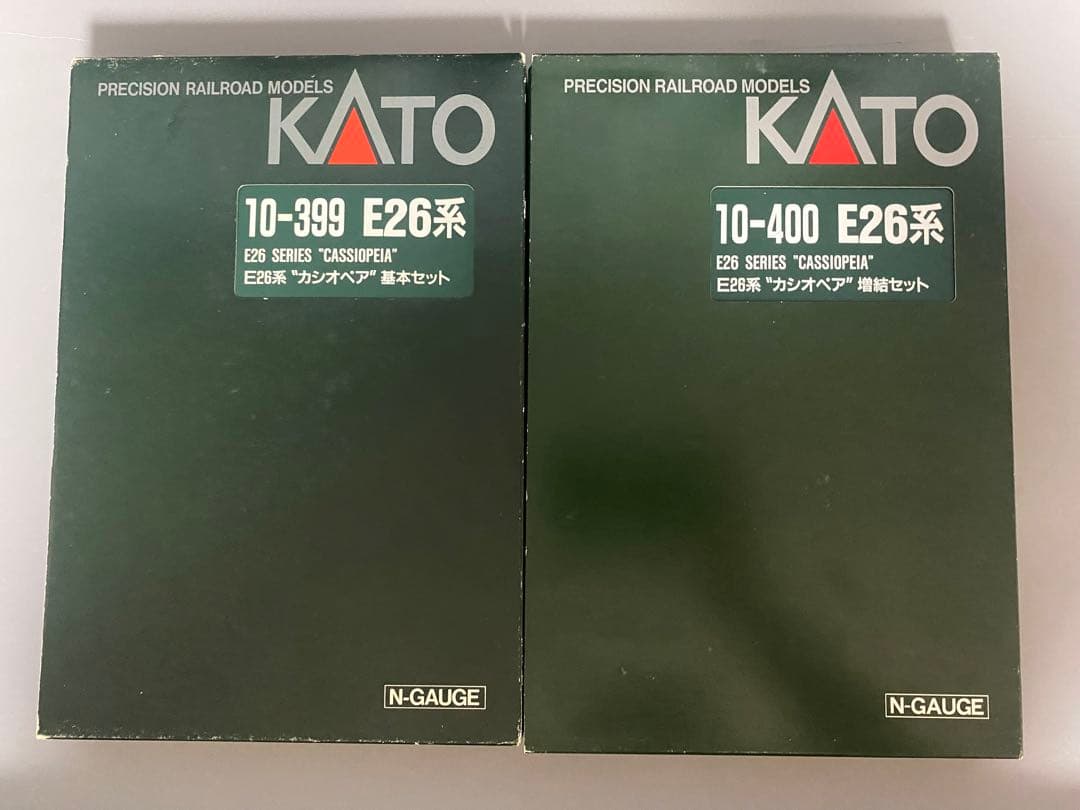 PRECISION RAILROAD MODELS
KATO
10-399 E26系
E26 SERIES "CASSIOPEIA"
E26系 "カシオペア" 基本セット
N-GAUGE
PRECISION RAILROAD MODELS
KATO
10-400 E26系
E26 SERIES "CASSIOPEIA"
E26系 "カシオペア" 増結セット
N-GAUGE